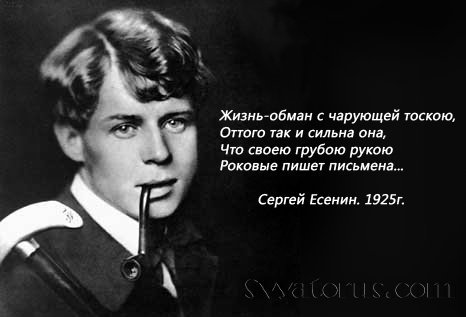 Жизнь-обман с чарующей тоскою,
Оттого так и сильна она,
Что своею грубою рукою
Роковые пишет письмена...
Сергей Есенин. 1925г.
svyatorus.com